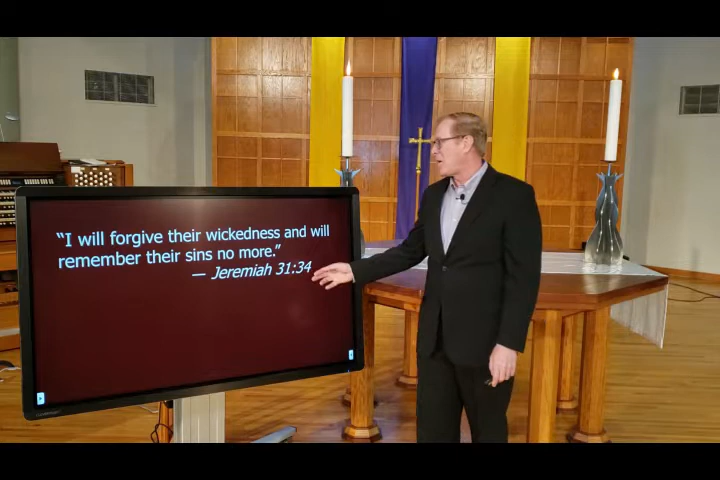 “I will forgive their wickedness and will
remember their sins no more.”
— Jeremiah 31:34